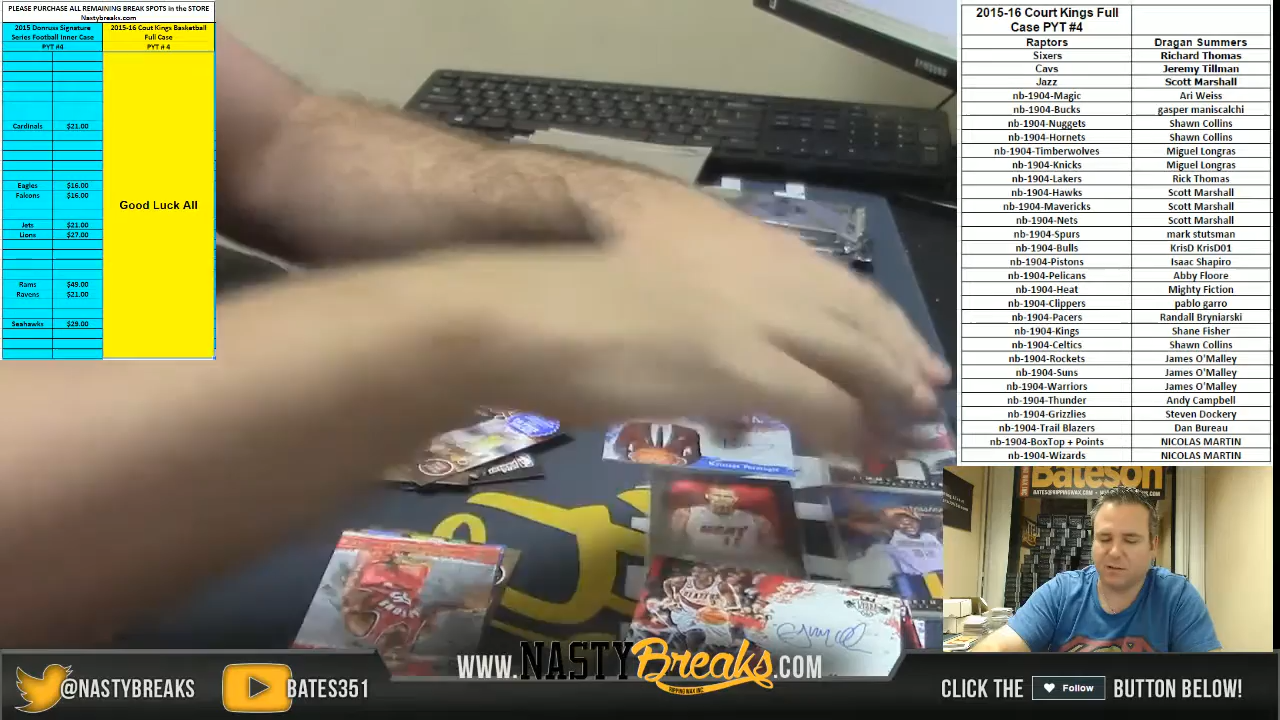 PLEASE PURCHASE ALL REMAINING BREAK SPOTS in the STORE
Nastybreaks.com
2015 Donruss Signature
Series Football Inner Case
PYT #4
2015-16 Court Kings Basketball
Full Case
PYT # 4
Cardinals $21.00
Eagles $16.00
Falcons $16.00
Jets $21.00
Lions $27.00
Rams $49.00
Ravens $21.00
Seahawks $29.00
Good Luck All
SAMSUNG
2015-16 Court Kings Full
Case PYT #4
Raptors Dragan Summers
Sixers Richard Thomas
Cavs Jeremy Tillman
Jazz Scott Marshall
nb-1904-Magic Ari Weiss
nb-1904-Bucks gasper maniscalchi
nb-1904-Nuggets Shawn Collins
nb-1904-Hornets Shawn Collins
nb-1904-Timberwolves Miguel Longras
nb-1904-Knicks Miguel Longras
nb-1904-Lakers Rick Thomas
nb-1904-Hawks Scott Marshall
nb-1904-Mavericks Scott Marshall
nb-1904-Nets Scott Marshall
nb-1904-Spurs mark stutsman
nb-1904-Bulls KrisD KrisD01
nb-1904-Pistons Isaac Shapiro
nb-1904-Pelicans Abby Floore
nb-1904-Heat Mighty Fiction
nb-1904-Clippers pablo garro
nb-1904-Pacers Randall Bryniarski
nb-1904-Kings Shane Fisher
nb-1904-Celtics Shawn Collins
nb-1904-Rockets James O'Malley
nb-1904-Suns James O'Malley
nb-1904-Warriors James O'Malley
nb-1904-Thunder Andy Campbell
nb-1904-Grizzlies Steven Dockery
nb-1904-Trail Blazers Dan Bureau
nb-1904-BoxTop + Points NICOLAS MARTIN
nb-1904-Wizards NICOLAS MARTIN
Bateson
@NASTYBREAKS
BATES351
WWW.NASTYBreaks.COM
RIPPING WAX INC
CLICK THE Follow BUTTON BELOW!